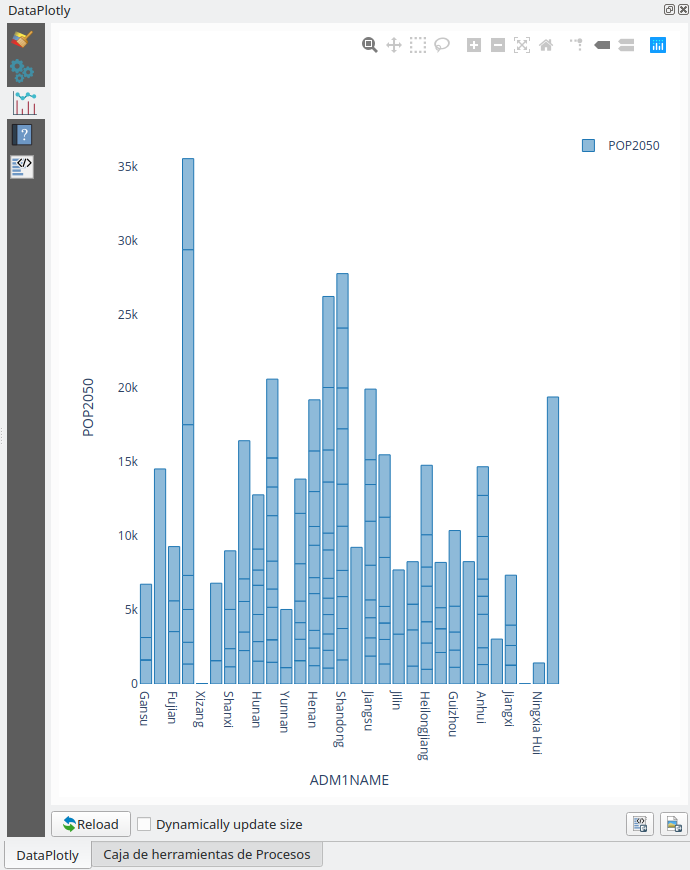 DataPlotly
POP2050
35k
30k
25k
20k
15k
10k
5k
0
POP2050
Gansu
Fujian
Xizang
Shanxi
Hunan
Yunnan
Henan
Shandong
Jiangsu
Jilin
Heilongjiang
Guizhou
Anhui
Jiangxi
Ningxia Hui
ADM1NAME
Reload
Dynamically update size
DataPlotly
Caja de herramientas de Procesos